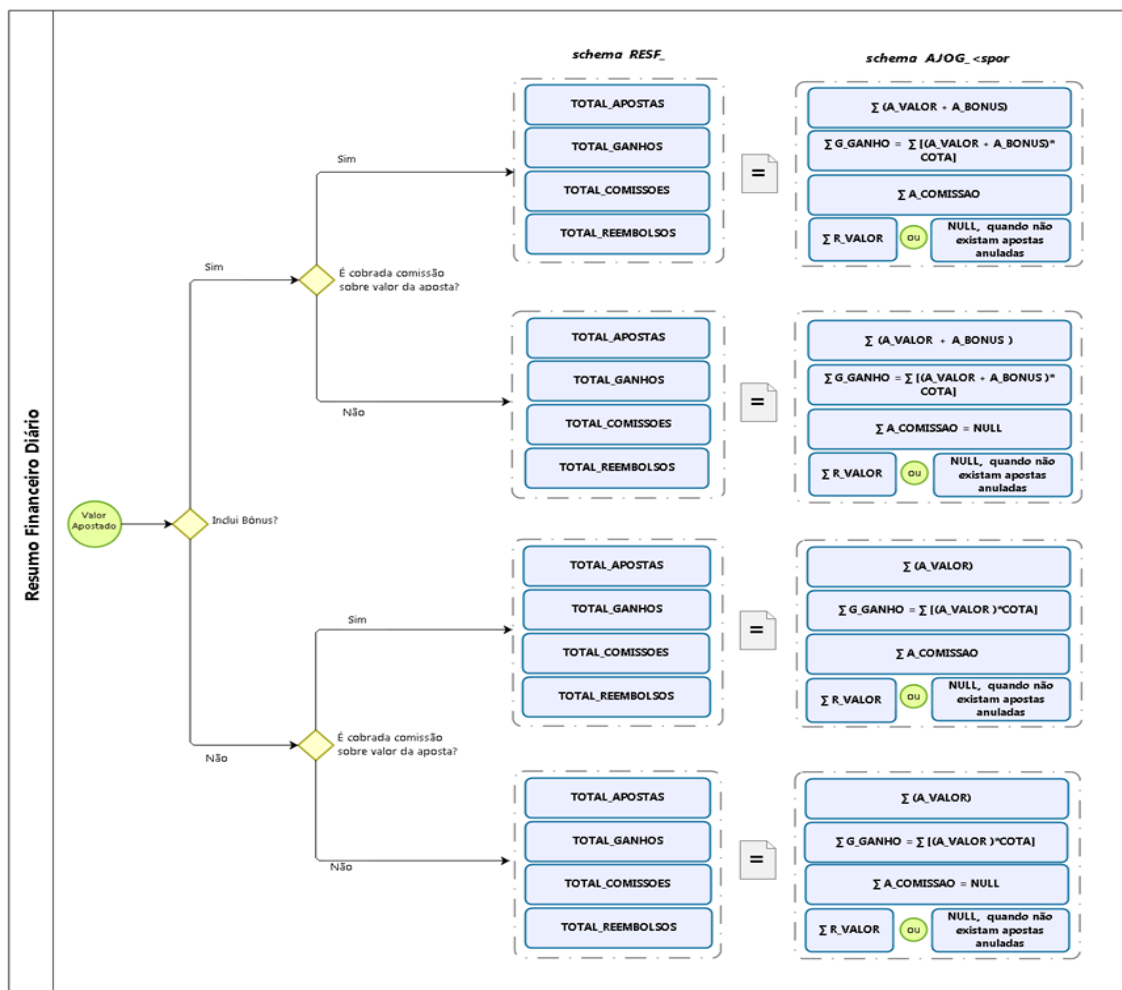 Resumo Financeiro Diário
schema RESF_
schema AJOG_<spor
Valor
Apostado
Inclui Bónus?
Sim
É cobrada comissão
sobre valor da aposta?
Sim
TOTAL_APOSTAS
TOTAL_GANHOS
TOTAL_COMISSOES
TOTAL_REEMBOLSOS
=
∑ (A_VALOR + A_BONUS)
∑ G_GANHO = ∑ [(A_VALOR + A_BONUS)*
COTA]
∑ A_COMISSAO
∑ R_VALOR
ou
NULL, quando não
existam apostas
anuladas
Não
TOTAL_APOSTAS
TOTAL_GANHOS
TOTAL_COMISSOES
TOTAL_REEMBOLSOS
=
∑ (A_VALOR + A_BONUS )
∑ G_GANHO = ∑ [(A_VALOR + A_BONUS )*
COTA]
∑ A_COMISSAO = NULL
∑ R_VALOR
ou
NULL, quando não
existam apostas
anuladas
Não
É cobrada comissão
sobre valor da aposta?
Sim
TOTAL_APOSTAS
TOTAL_GANHOS
TOTAL_COMISSOES
TOTAL_REEMBOLSOS
=
∑ (A_VALOR)
∑ G_GANHO = ∑ [(A_VALOR )*COTA]
∑ A_COMISSAO
∑ R_VALOR
ou
NULL, quando não
existam apostas
anuladas
Não
TOTAL_APOSTAS
TOTAL_GANHOS
TOTAL_COMISSOES
TOTAL_REEMBOLSOS
=
∑ (A_VALOR)
∑ G_GANHO = ∑ [(A_VALOR )*COTA]
∑ A_COMISSAO = NULL
∑ R_VALOR
ou
NULL, quando não
existam apostas
anuladas